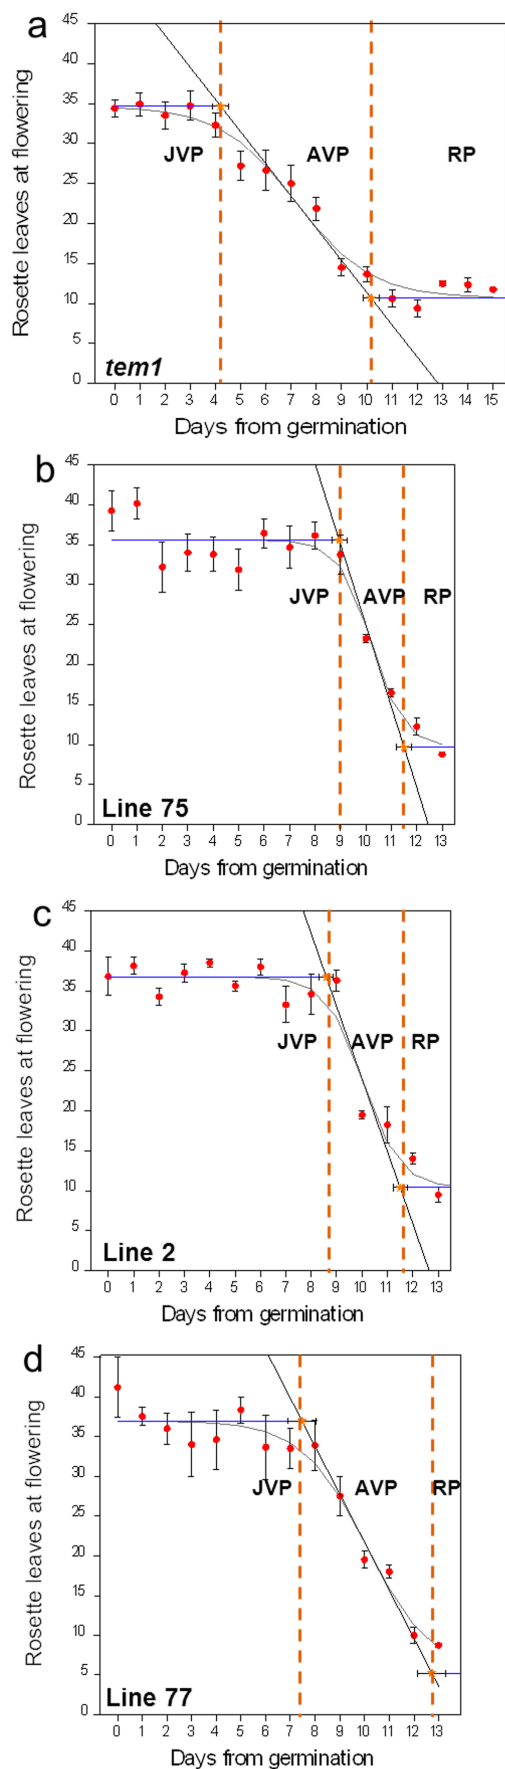 a
Rosette leaves at flowering
45
40
35
30
25
20
15
10
5
0
JVP AVP RP
tem1
0 1 2 3 4 5 6 7 8 9 10 11 12 13 14 15
Days from germination
b
Rosette leaves at flowering
45
40
35
30
25
20
15
10
5
0
JVP AVP RP
Line 75
0 1 2 3 4 5 6 7 8 9 10 11 12 13
Days from germination
c
Rosette leaves at flowering
45
40
35
30
25
20
15
10
5
0
JVP AVP RP
Line 2
0 1 2 3 4 5 6 7 8 9 10 11 12 13
Days from germination
d
Rosette leaves at flowering
45
40
35
30
25
20
15
10
5
0
JVP AVP RP
Line 77
0 1 2 3 4 5 6 7 8 9 10 11 12 13
Days from germination